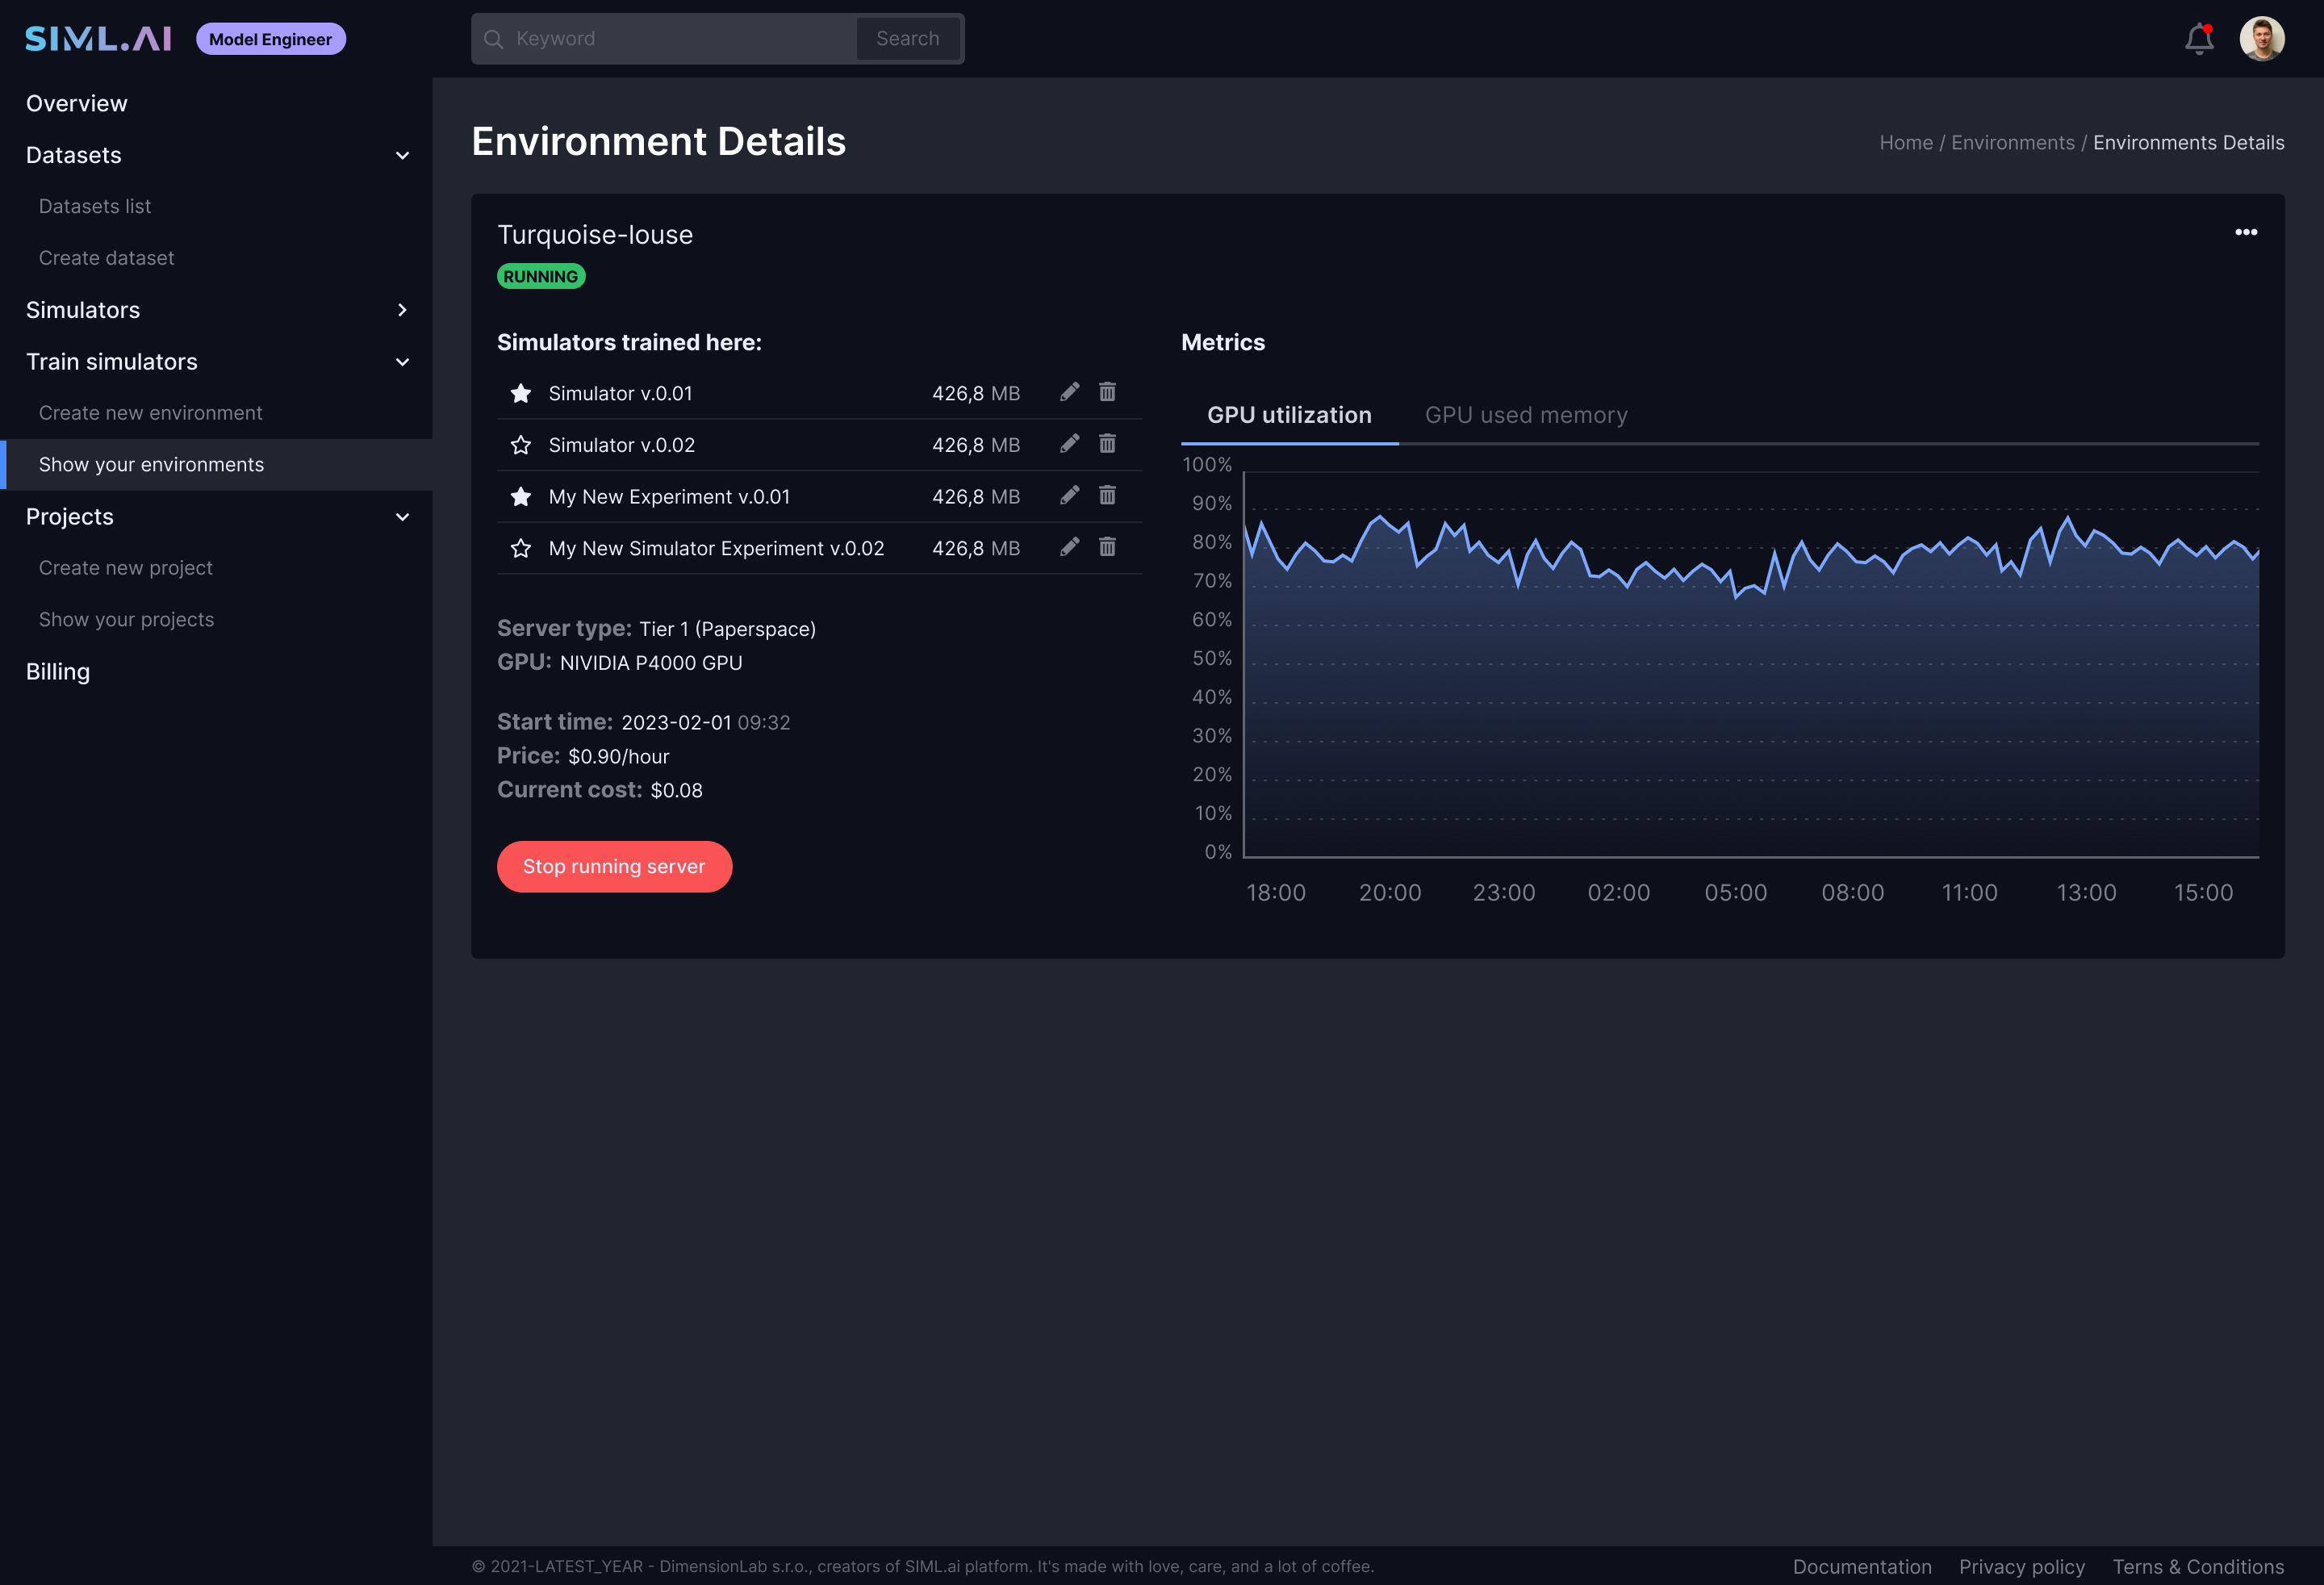 SIML.AI Model Engineer
Keyword Search
Overview
Datasets
Datasets list
Create dataset
Simulators
Train simulators
Create new environment
Show your environments
Projects
Create new project
Show your projects
Billing
Environment Details
Home / Environments / Environments Details
Turquoise-louse
RUNNING
Simulators trained here:
Simulator v.0.01 426,8 MB
Simulator v.0.02 426,8 MB
My New Experiment v.0.01 426,8 MB
My New Simulator Experiment v.0.02 426,8 MB
Server type: Tier 1 (Paperspace)
GPU: NIVIDIA P4000 GPU
Start time: 2023-02-01 09:32
Price: $0.90/hour
Current cost: $0.08
Stop running server
Metrics
GPU utilization GPU used memory
100%
90%
80%
70%
60%
50%
40%
30%
20%
10%
0%
18:00 20:00 23:00 02:00 05:00 08:00 11:00 13:00 15:00
© 2021-LATEST_YEAR - DimensionLab s.r.o., creators of SIML.ai platform. It's made with love, care, and a lot of coffee.
Documentation Privacy policy Terns & Conditions